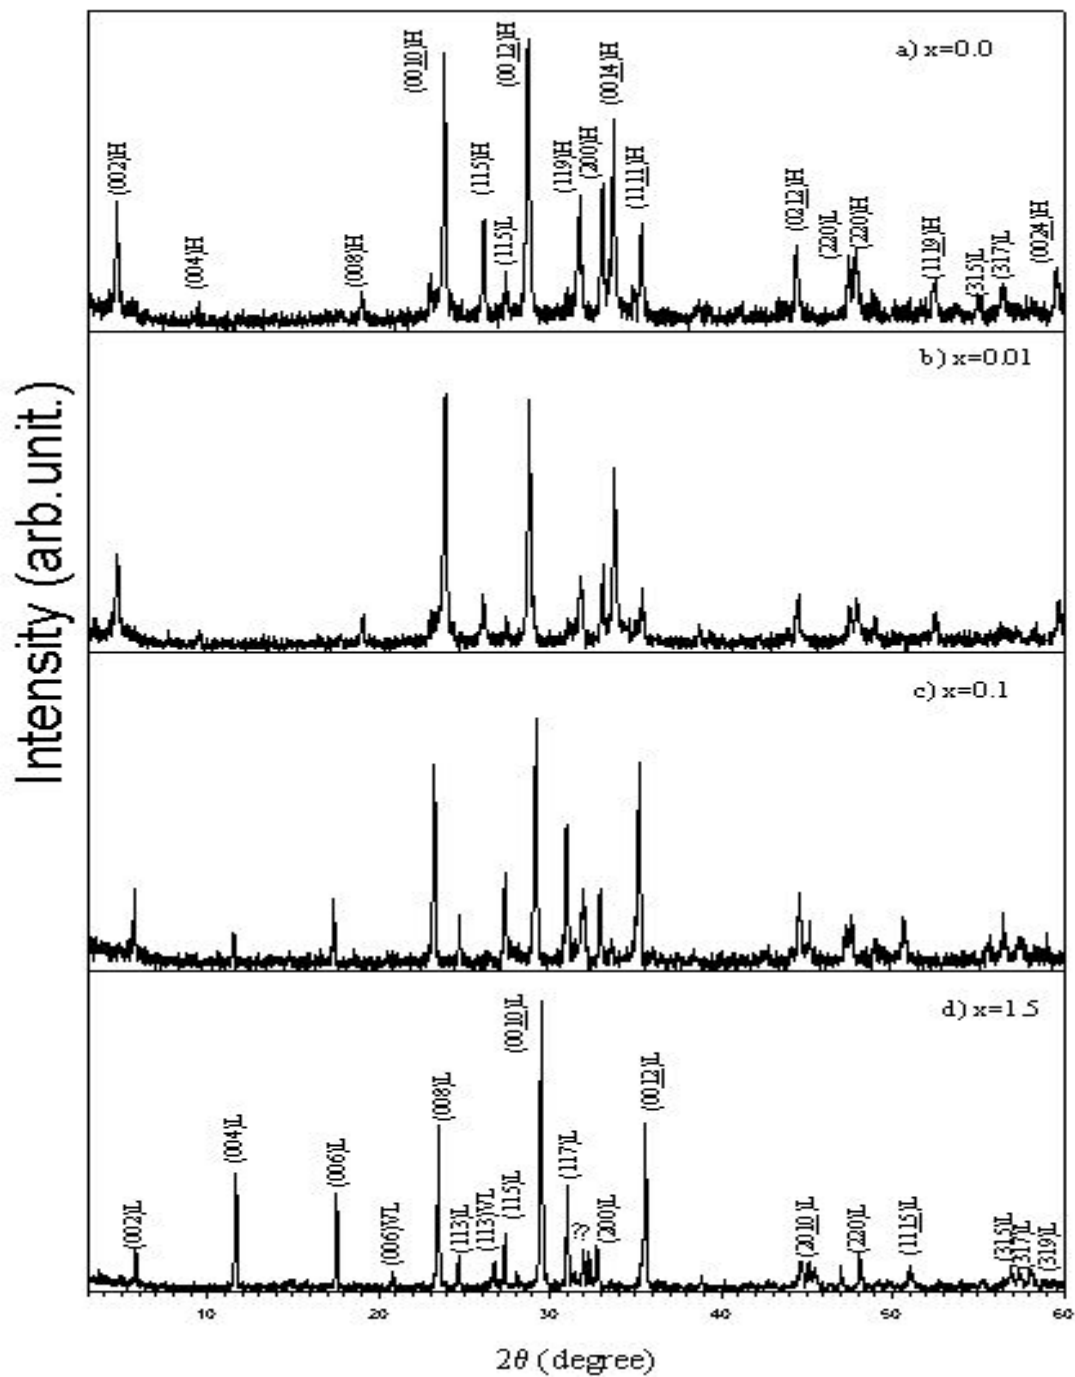 Intensity (arb.unit.)
a) x=0.0
(002)H
(004)H
(008)H
(0010)H
(115)H
(115)L
(0012)H
(119)H
(200)H
(0014)H
(1111)H
(0212)H
(220)L
(220)H
(1119)H
(315)L
(317)L
(0024)H
b) x=0.01
c) x=0.1
d) x=1.5
(002)L
(004)L
(006)L
(006)VL
(008)L
(113)L
(113)VL
(115)L
(0010)L
(117)L
?
(200)L
(0012)L
(2010)L
(220)L
(1115)L
(315)L
(317)L
(319)L
10 20 30 40 50 60
2θ (degree)